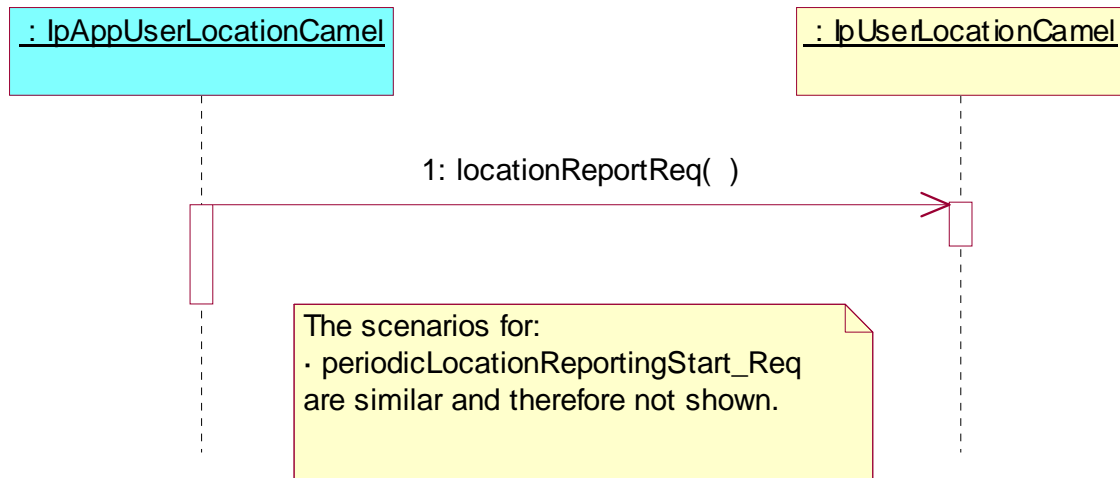 : IpAppUserLocationCamel
: IpUserLocationCamel
1: locationReportReq( )
The scenarios for:
· periodicLocationReportingStart_Req
are similar and therefore not shown.